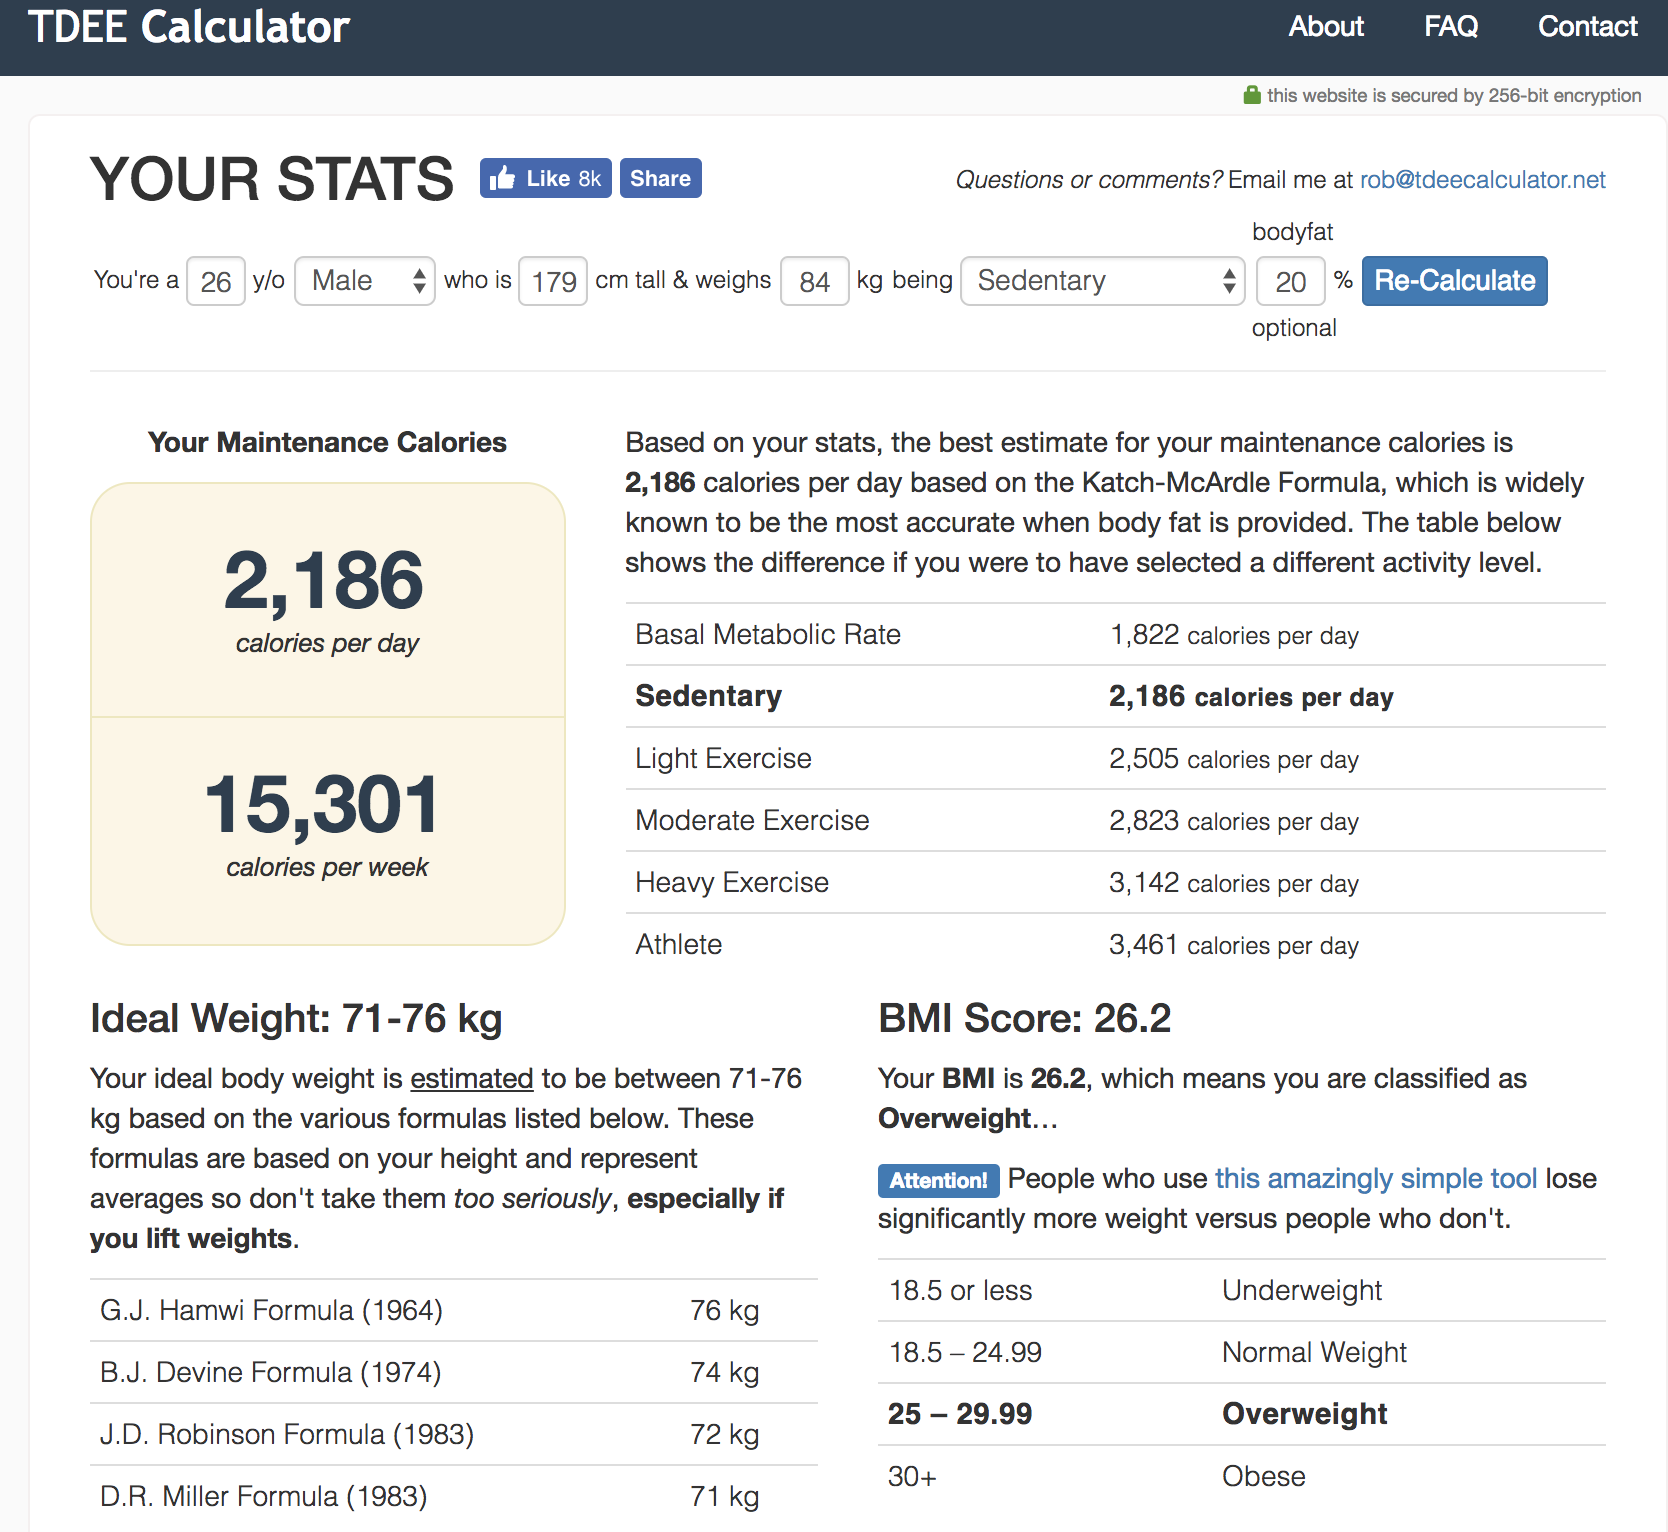 TDEE Calculator About FAQ Contact
this website is secured by 256-bit encryption
YOUR STATS Like 8k Share Questions or comments? Email me at rob@tdeecalculator.net
bodyfat
You're a 26 y/o Male who is 179 cm tall & weighs 84 kg being Sedentary 20 % Re-Calculate
optional
Your Maintenance Calories
2,186
calories per day
15,301
calories per week
Based on your stats, the best estimate for your maintenance calories is
2,186 calories per day based on the Katch-McArdle Formula, which is widely
known to be the most accurate when body fat is provided. The table below
shows the difference if you were to have selected a different activity level.
Basal Metabolic Rate 1,822 calories per day
Sedentary 2,186 calories per day
Light Exercise 2,505 calories per day
Moderate Exercise 2,823 calories per day
Heavy Exercise 3,142 calories per day
Athlete 3,461 calories per day
Ideal Weight: 71-76 kg
Your ideal body weight is estimated to be between 71-76
kg based on the various formulas listed below. These
formulas are based on your height and represent
averages so don't take them too seriously, especially if
you lift weights.
G.J. Hamwi Formula (1964) 76 kg
B.J. Devine Formula (1974) 74 kg
J.D. Robinson Formula (1983) 72 kg
D.R. Miller Formula (1983) 71 kg
BMI Score: 26.2
Your BMI is 26.2, which means you are classified as
Overweight...
Attention! People who use this amazingly simple tool lose
significantly more weight versus people who don't.
18.5 or less Underweight
18.5 – 24.99 Normal Weight
25 – 29.99 Overweight
30+ Obese